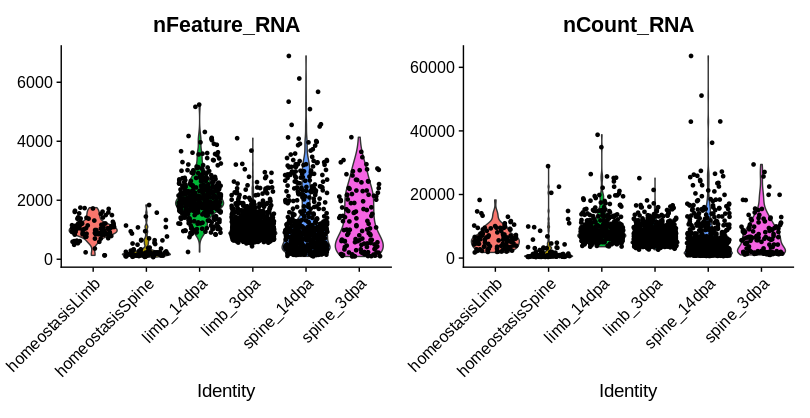 nFeature_RNA
6000
4000
2000
0
homeostasisLimb
homeostasisSpine
limb_14dpa
limb_3dpa
spine_14dpa
spine_3dpa
Identity
nCount_RNA
60000
40000
20000
0
homeostasisLimb
homeostasisSpine
limb_14dpa
limb_3dpa
spine_14dpa
spine_3dpa
Identity